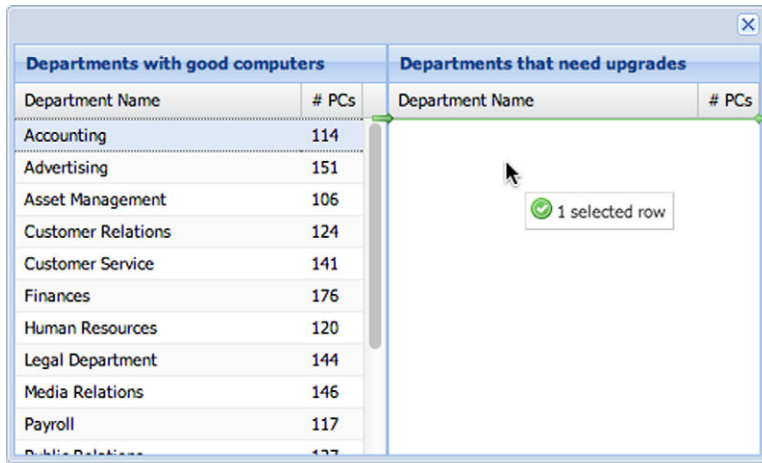 Departments with good computers Departments that need upgrades
Department Name # PCs Department Name # PCs
Accounting 114
Advertising 151
Asset Management 106
1 selected row
Customer Relations 124
Customer Service 141
Finances 176
Human Resources 120
Legal Department 144
Media Relations 146
Payroll 117